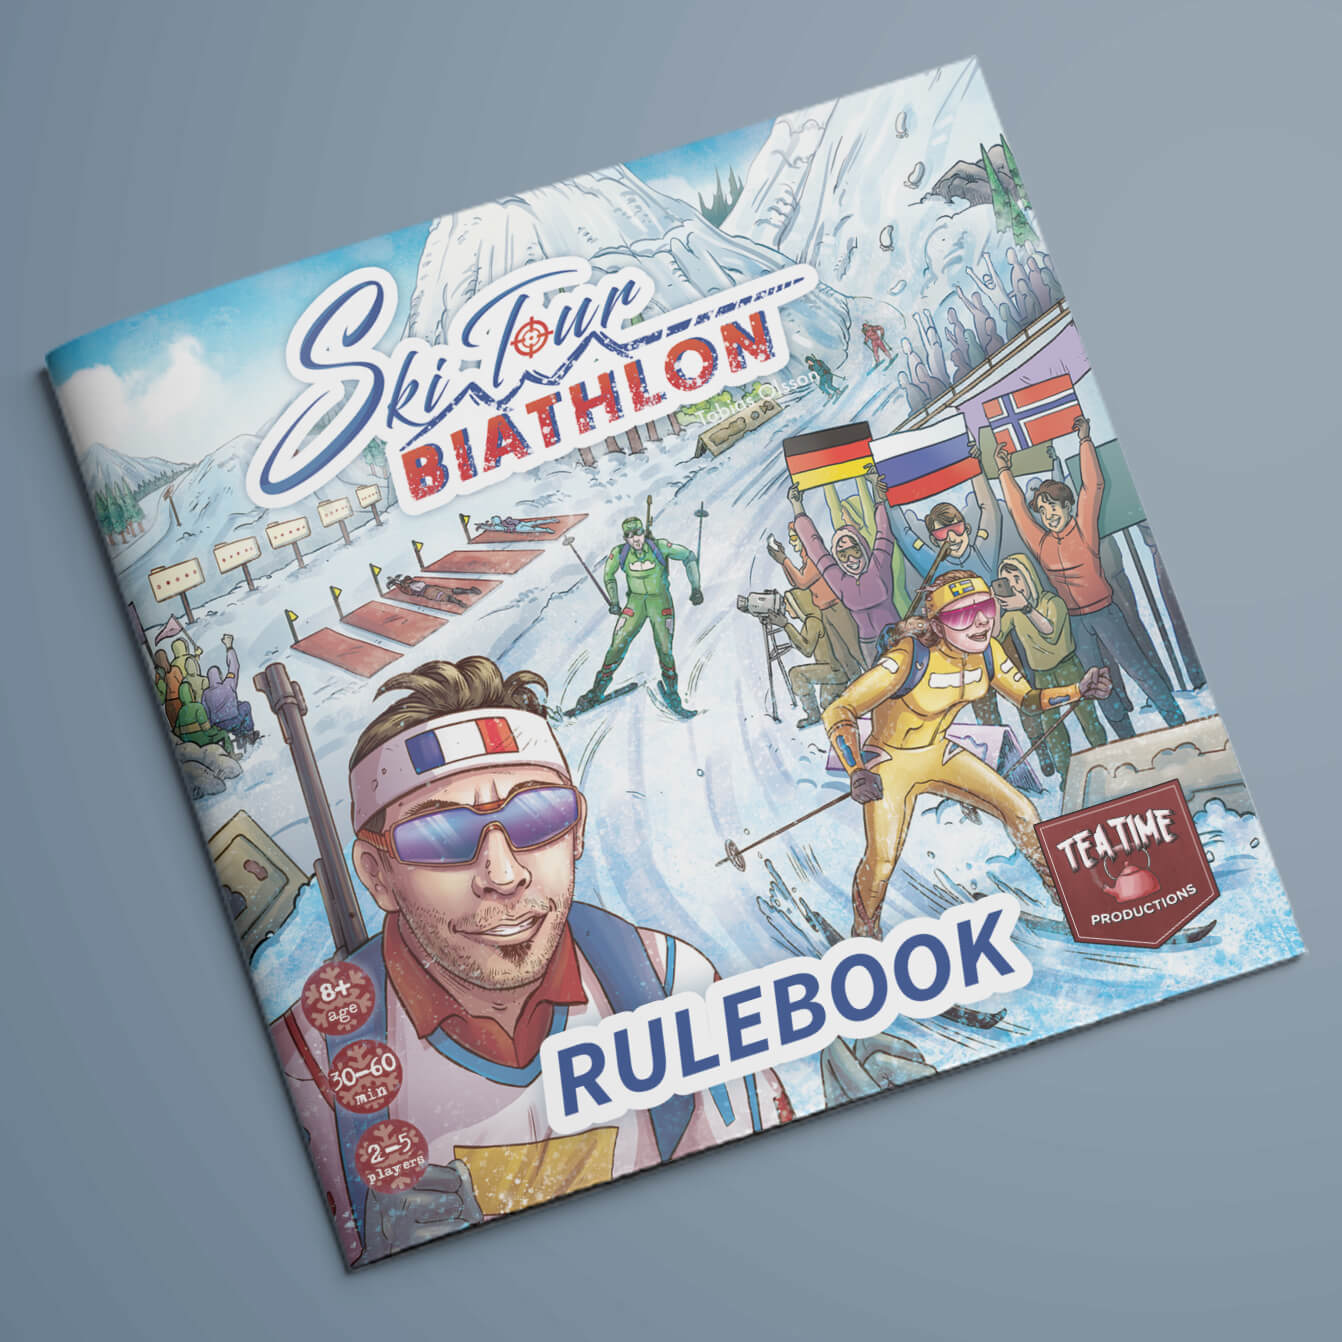 Ski Tour
BIATHLON
Tobias Olsson
TEA TIME
PRODUCTIONS
RULEBOOK
8+
age
30-60
min
2-5
players